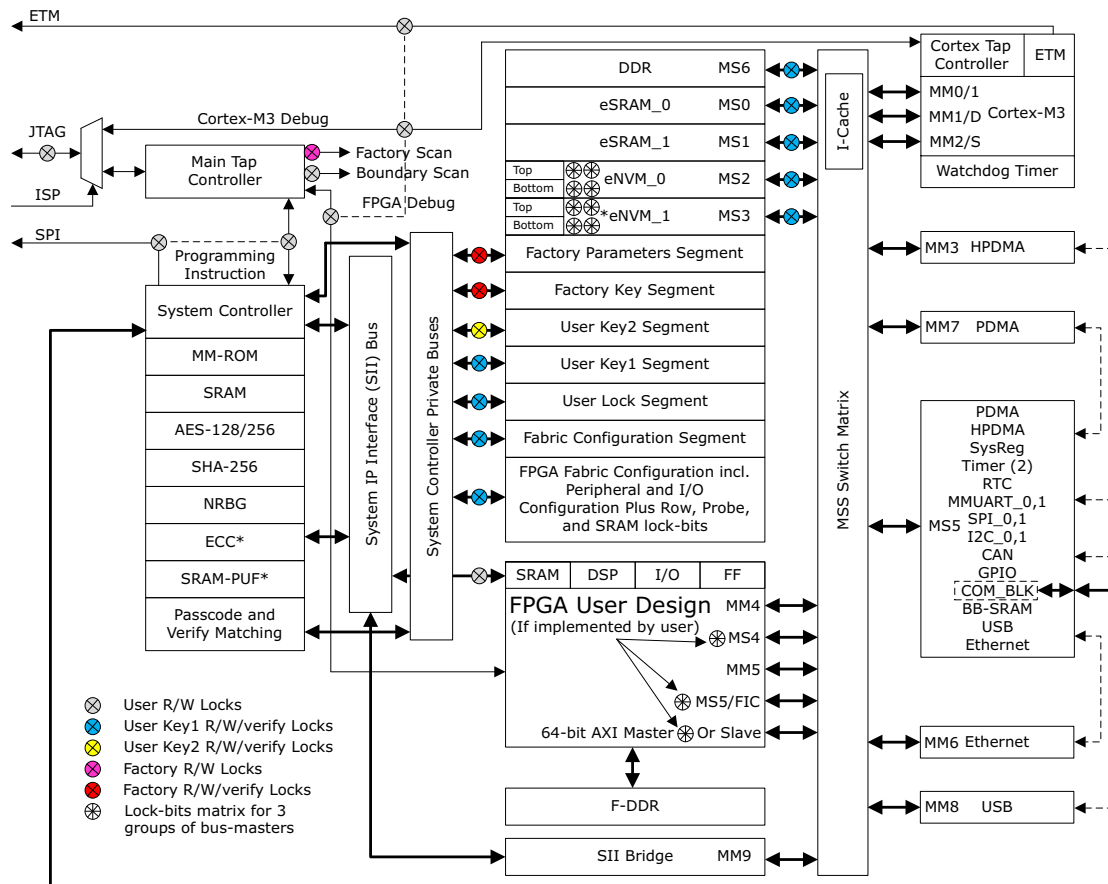 ETM
JTAG
ISP
SPI
Cortex-M3 Debug
Main Tap
Controller
Factory Scan
Boundary Scan
FPGA Debug
Programming
Instruction
System Controller
MM-ROM
SRAM
AES-128/256
SHA-256
NRBG
ECC*
SRAM-PUF*
Passcode and
Verify Matching
System IP Interface (SII) Bus
System Controller Private Buses
DDR MS6
eSRAM_0 MS0
eSRAM_1 MS1
Top
Bottom
eNVM_0 MS2
Top
Bottom
*eNVM_1 MS3
Factory Parameters Segment
Factory Key Segment
User Key2 Segment
User Key1 Segment
User Lock Segment
Fabric Configuration Segment
FPGA Fabric Configuration incl.
Peripheral and I/O
Configuration Plus Row, Probe,
and SRAM lock-bits
SRAM DSP I/O FF
FPGA User Design MM4
(If implemented by user)
MS4
MM5
MS5/FIC
64-bit AXI Master Or Slave
F-DDR
SII Bridge MM9
I-Cache
MSS Switch Matrix
Cortex Tap
Controller
ETM
MM0/1
Cortex-M3
MM1/D
MM2/S
Watchdog Timer
MM3 HPDMA
MM7 PDMA
PDMA
HPDMA
SysReg
Timer (2)
RTC
MMUART_0,1
MS5 SPI_0,1
I2C_0,1
CAN
GPIO
COM_BLK
BB-SRAM
USB
Ethernet
MM6 Ethernet
MM8 USB
User R/W Locks
User Key1 R/W/verify Locks
User Key2 R/W/verify Locks
Factory R/W Locks
Factory R/W/verify Locks
Lock-bits matrix for 3
groups of bus-masters